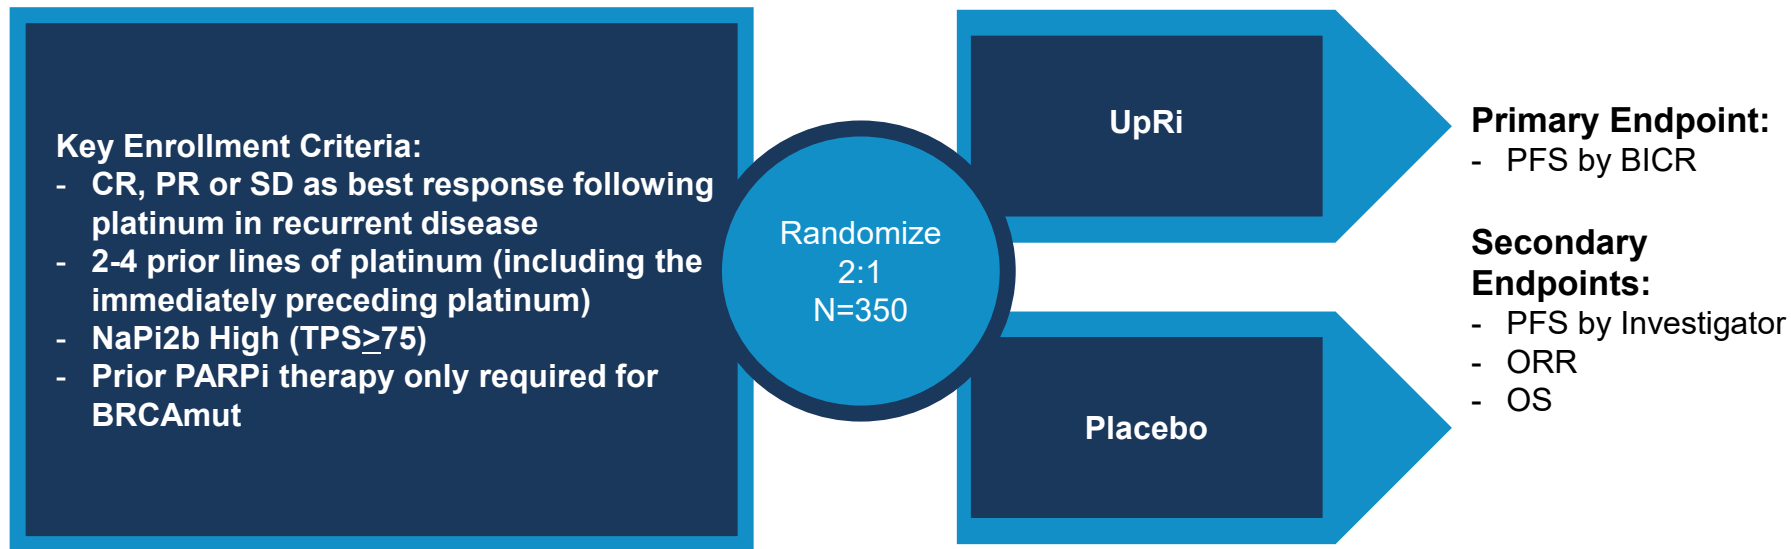 Key Enrollment Criteria:
- CR, PR or SD as best response following
platinum in recurrent disease
- 2-4 prior lines of platinum (including the
immediately preceding platinum)
- NaPi2b High (TPS≥75)
- Prior PARPi therapy only required for
BRCAmut
Randomize
2:1
N=350
UpRi
Placebo
Primary Endpoint:
- PFS by BICR
Secondary
Endpoints:
- PFS by Investigator
- ORR
- OS